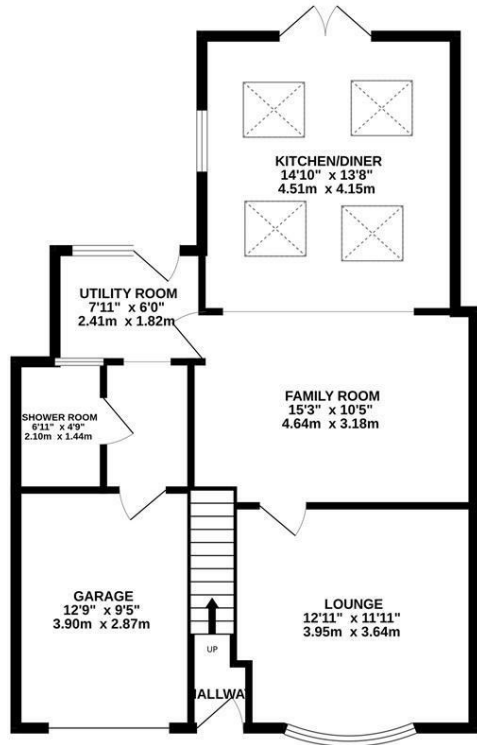 KITCHEN/DINER
14'10" x 13'8"
4.51m x 4.15m
UTILITY ROOM
7'11" x 6'0"
2.41m x 1.82m
FAMILY ROOM
15'3" x 10'5"
4.64m x 3.18m
SHOWER ROOM
6'11" x 4'9"
2.10m x 1.44m
GARAGE
12'9" x 9'5"
3.90m x 2.87m
LOUNGE
12'11" x 11'11"
3.95m x 3.64m
UP
HALLWAY